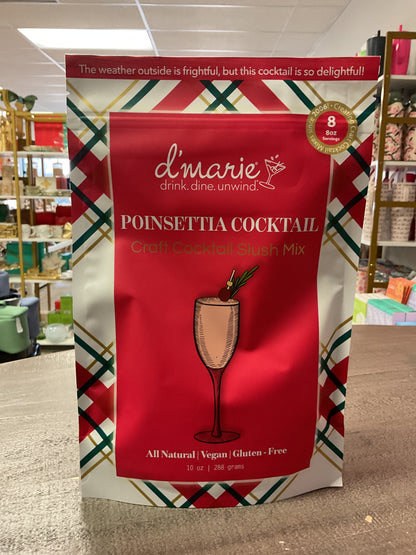 The weather outside is frightful, but this cocktail is so delightful!
2006
8
8oz
Servings
d'marie®
drink. dine. unwind.
POINSETTIA COCKTAIL
Craft Cocktail Slush Mix
All Natural | Vegan | Gluten - Free
10 oz | 288 grams